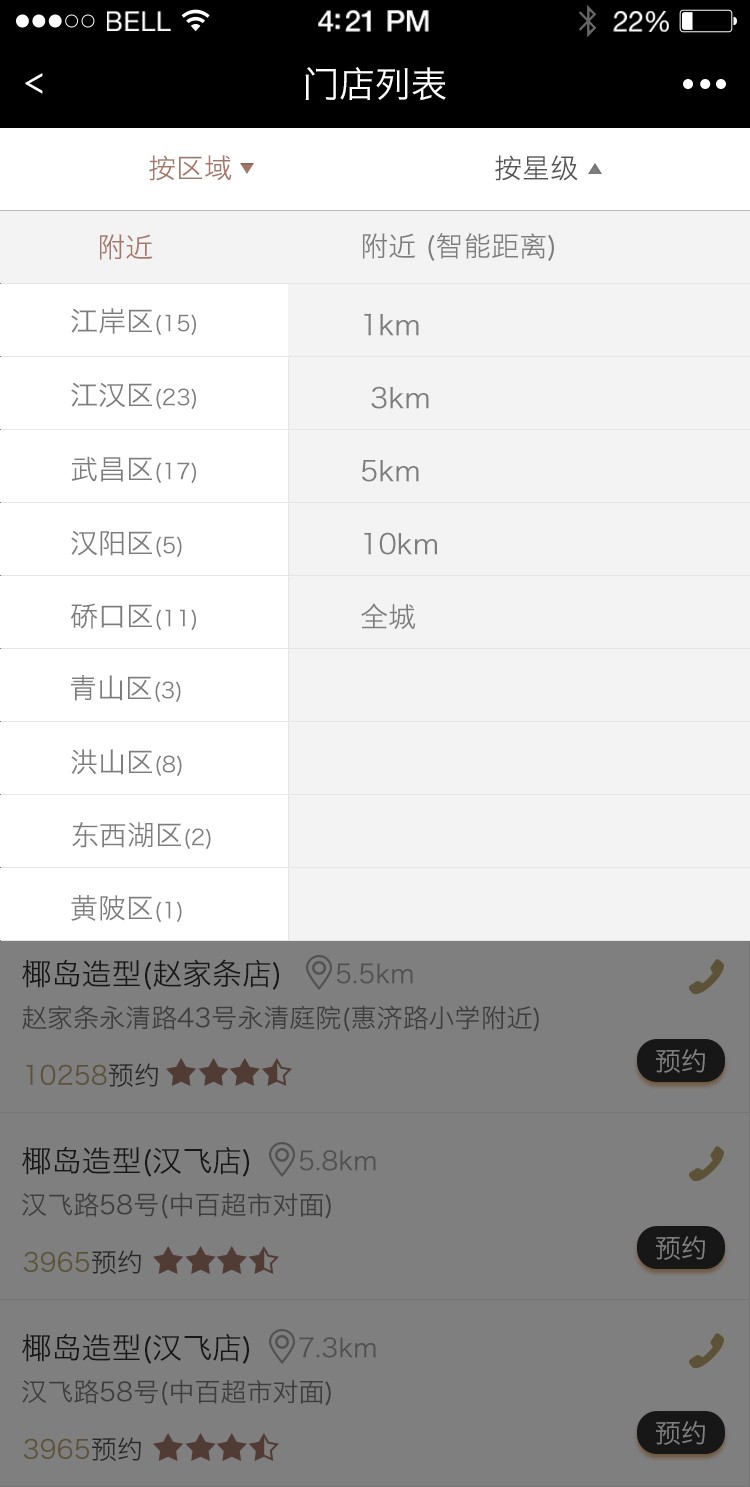 BELL 4:21 PM 22%
< 门店列表
按区域 按星级
附近 附近 (智能距离)
江岸区(15) 1km
江汉区(23) 3km
武昌区(17) 5km
汉阳区(5) 10km
硚口区(11) 全城
青山区(3)
洪山区(8)
东西湖区(2)
黄陂区(1)
椰岛造型(赵家条店) 5.5km
赵家条永清路43号永清庭院(惠济路小学附近)
10258预约 预约
椰岛造型(汉飞店) 5.8km
汉飞路58号(中百超市对面)
3965预约 预约
椰岛造型(汉飞店) 7.3km
汉飞路58号(中百超市对面)
3965预约 预约